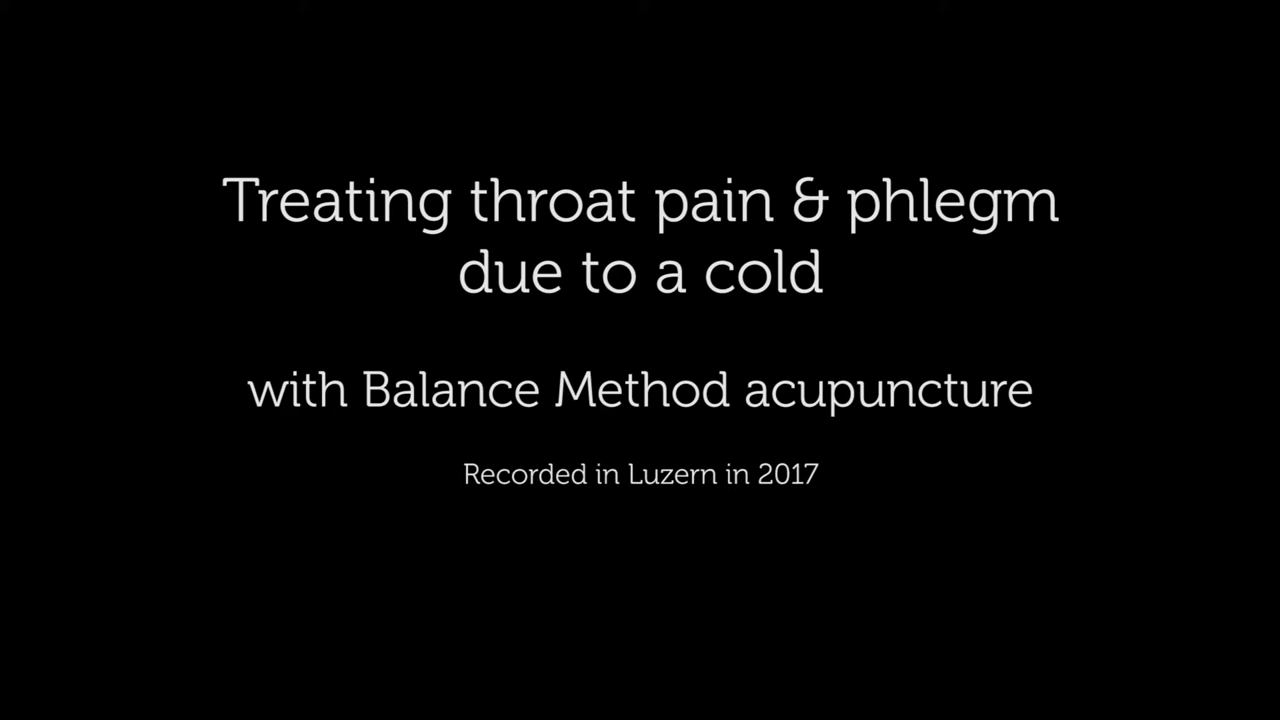 Treating throat pain & phlegm
due to a cold
with Balance Method acupuncture
Recorded in Luzern in 2017